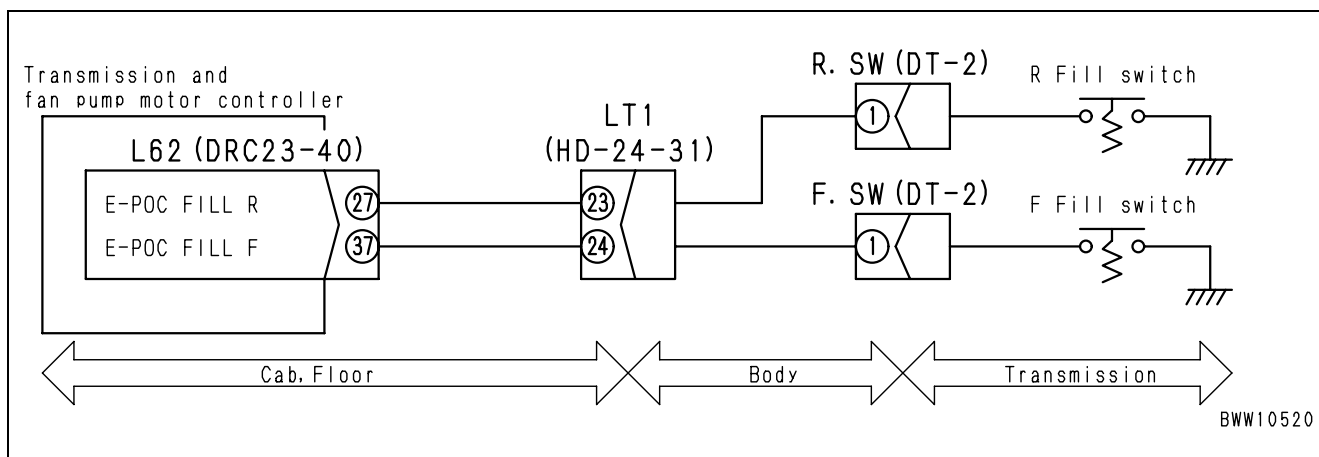 Transmission and
fan pump motor controller
L62 (DRC23-40)
E-POC FILL R
E-POC FILL F
27
37
LT1
(HD-24-31)
23
24
R. SW (DT-2)
1
R Fill switch
F. SW (DT-2)
1
F Fill switch
Cab, Floor
Body
Transmission
BWW10520